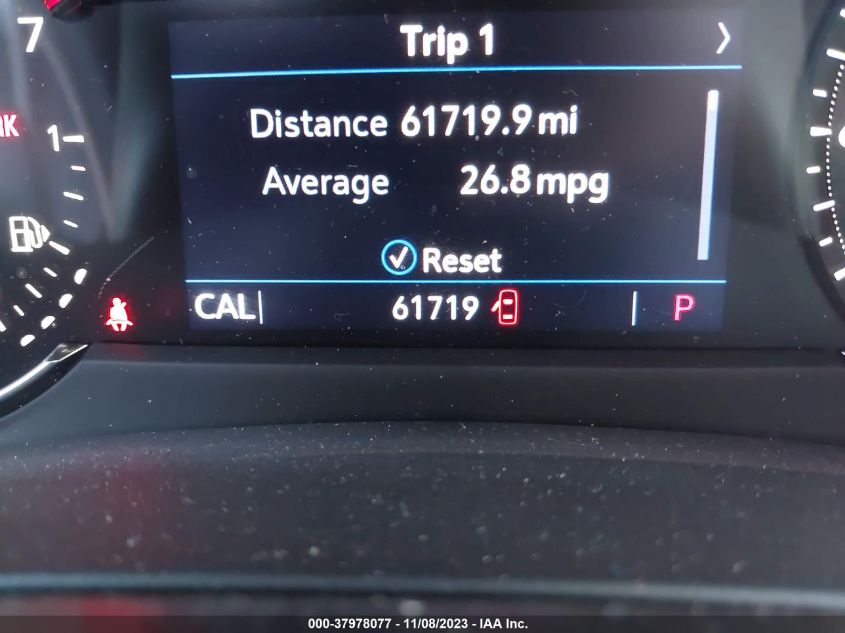 7
Trip 1
Distance 61719.9 mi
1
Average 26.8 mpg
Reset
CAL 61719 P
000-37978077 - 11/08/2023 - IAA Inc.